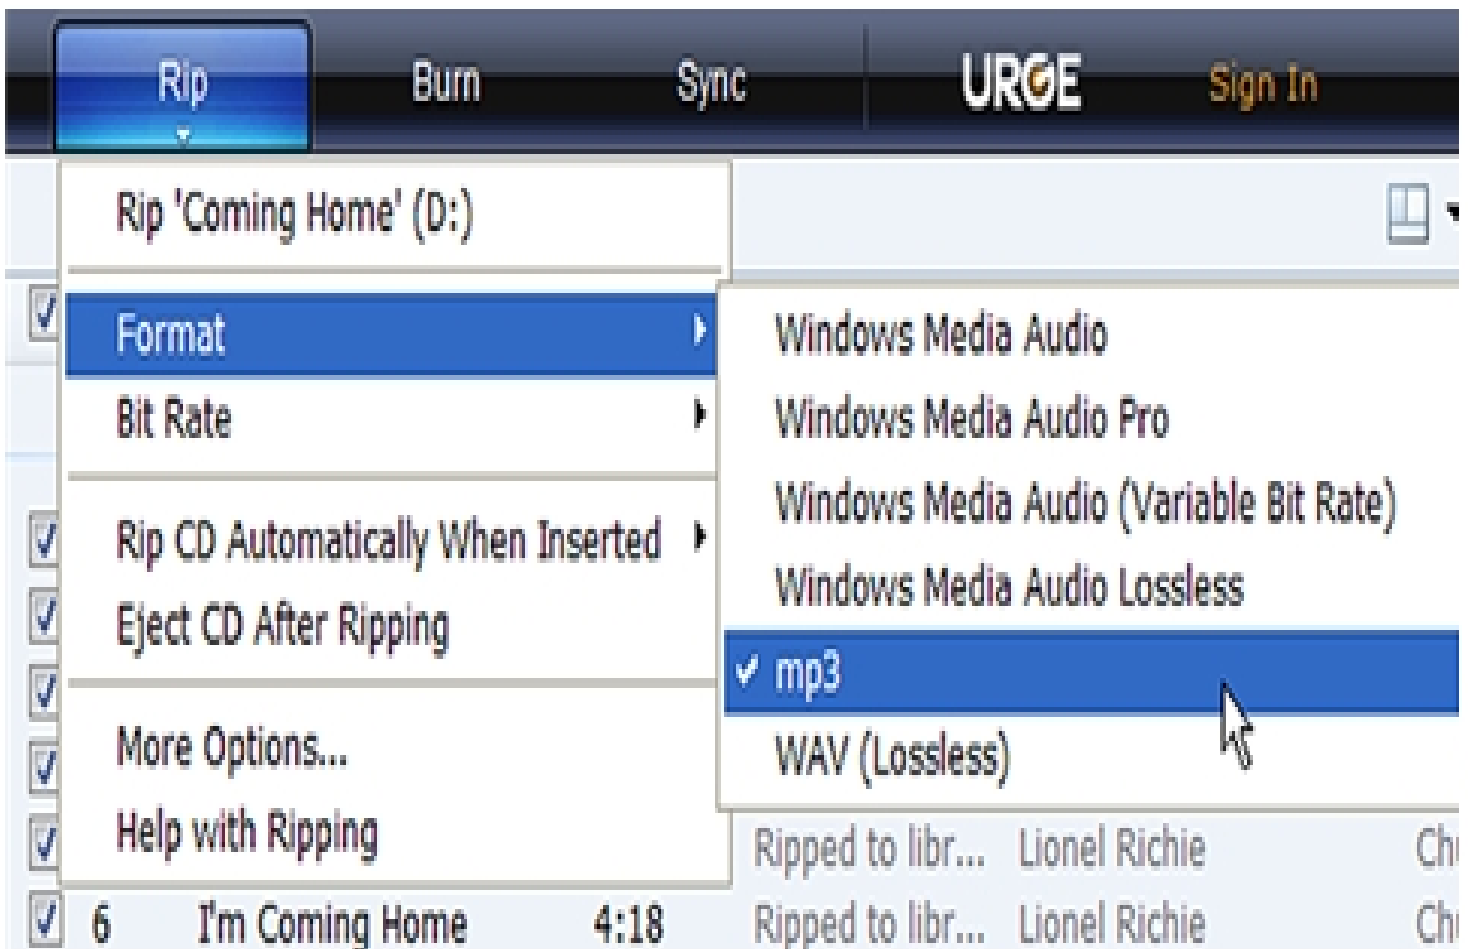 Rip Burn Sync URGE Sign In
Rip 'Coming Home' (D:)
Format
Bit Rate
Rip CD Automatically When Inserted
Eject CD After Ripping
More Options...
Help with Ripping
Windows Media Audio
Windows Media Audio Pro
Windows Media Audio (Variable Bit Rate)
Windows Media Audio Lossless
mp3
WAV (Lossless)
Ripped to libr... Lionel Richie
6 I'm Coming Home 4:18 Ripped to libr... Lionel Richie